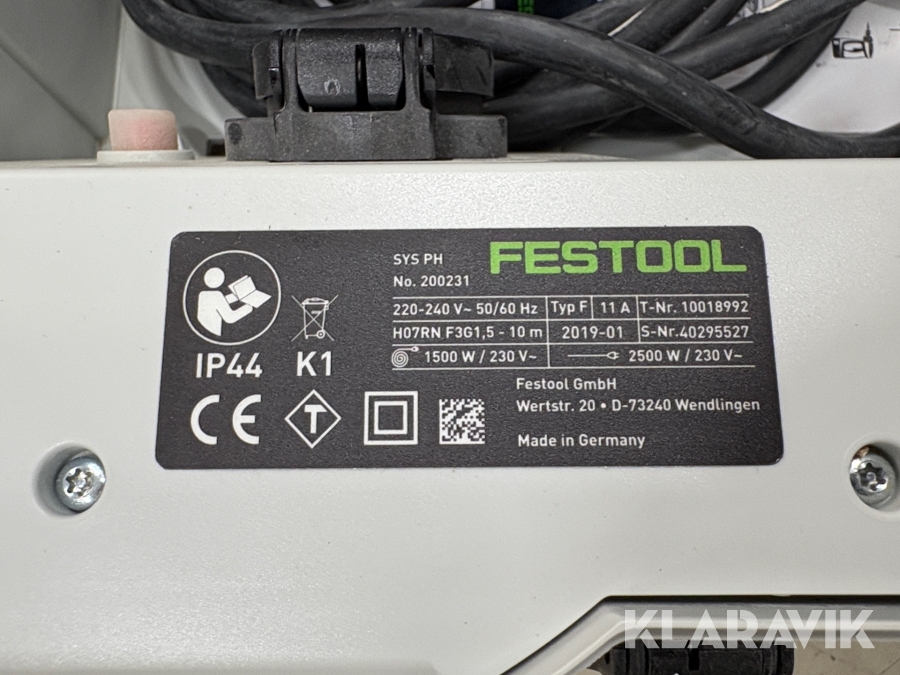 SYS PH
No. 200231
FESTOOL
220-240 V~ 50/60 Hz Typ F 11 A T-Nr. 10018992
H07RN F3G1,5 - 10 m 2019-01 S-Nr.40295527
1500 W / 230 V~ 2500 W / 230 V~
IP44 K1
Festool GmbH
Wertstr. 20 • D-73240 Wendlingen
Made in Germany
CE T
KLARAVIK